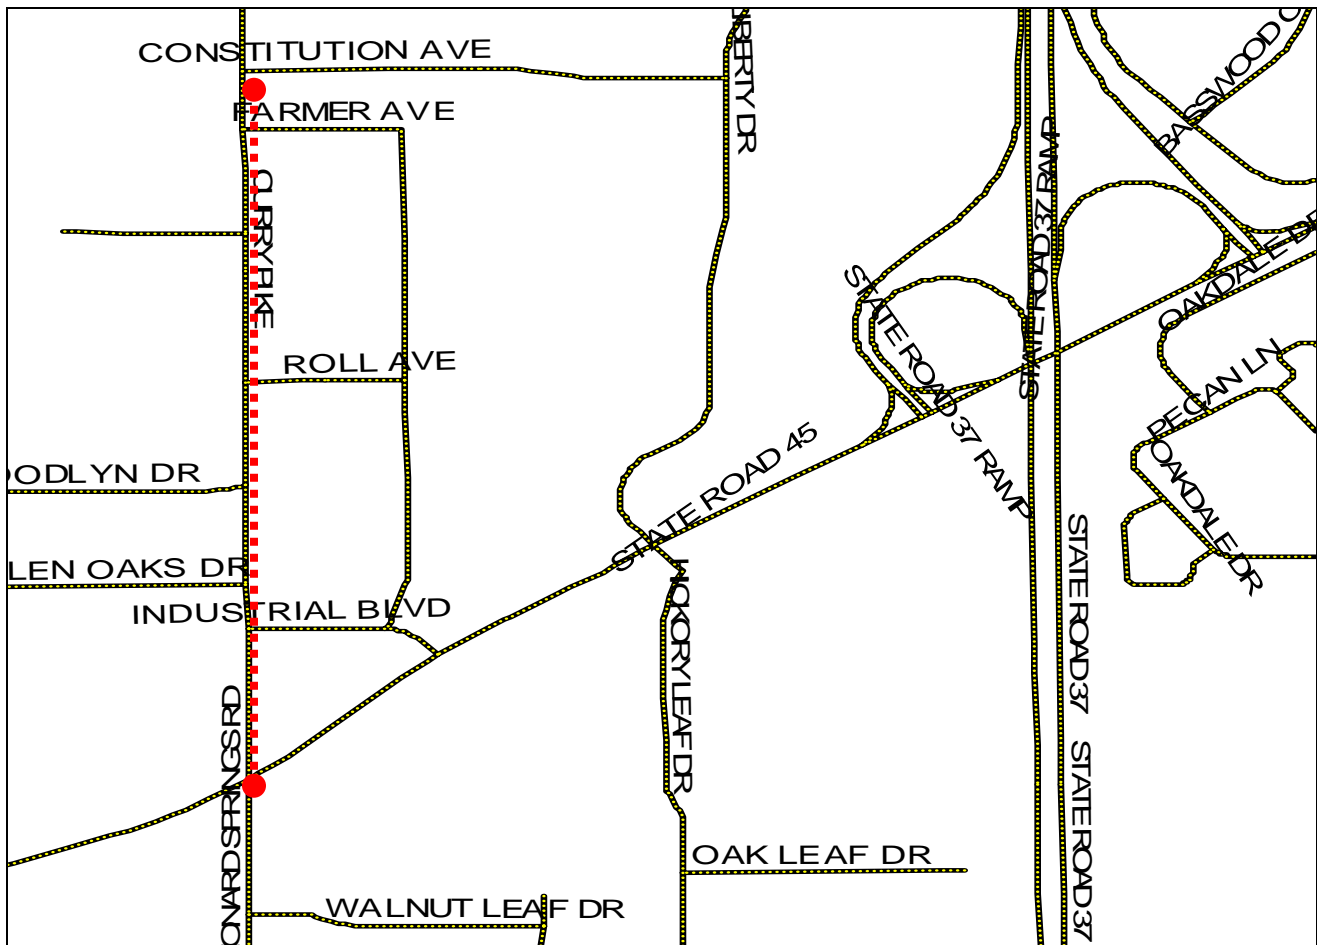 CONSTITUTION AVE
IBERTY DR
BASSWOOD
FARMER AVE
CURRY PIKE
STATE ROAD 37 RAMP
OAKDALE DR
STATE ROAD 37 RAMP
ROLL AVE
PECAN LN
STATE ROAD 45
OODLYN DR
OAKDALE DR
LEN OAKS DR
STATE ROAD 37
INDUSTRIAL BLVD
HICKORY LEAF DR
ONARD SPRINGS RD
STATE ROAD 37
OAK LEAF DR
WALNUT LEAF DR